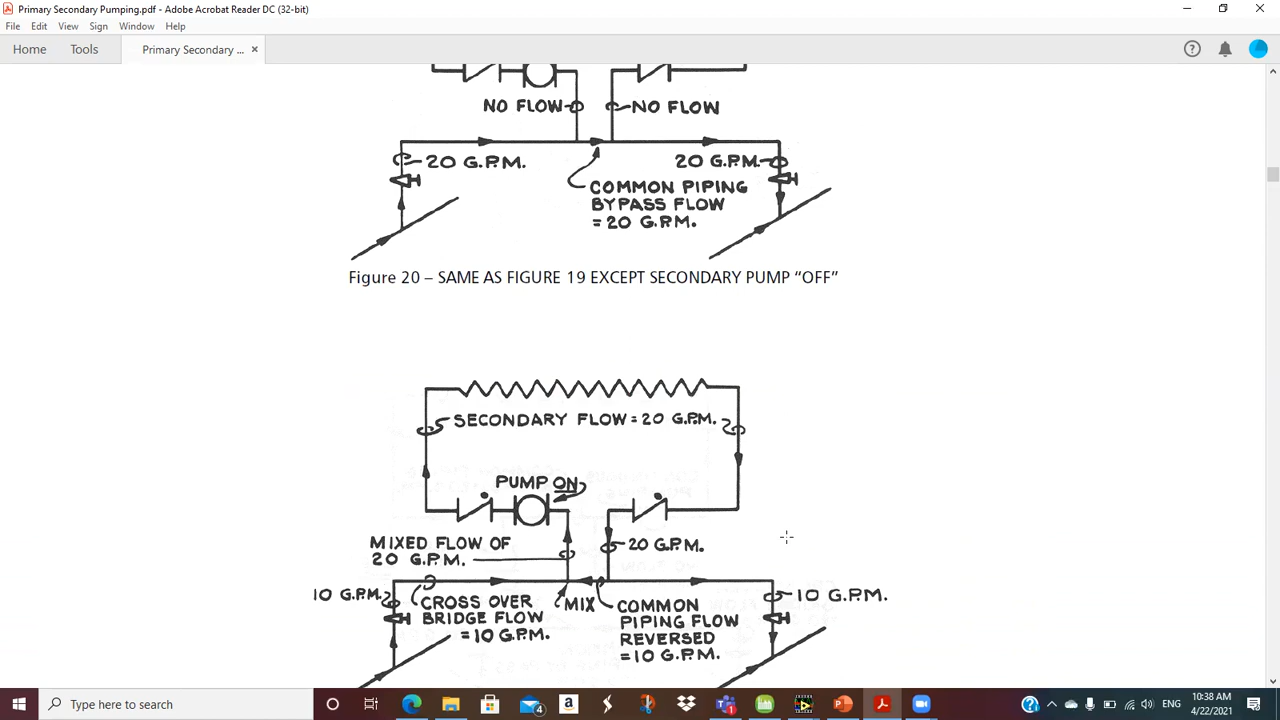 Primary Secondary Pumping.pdf - Adobe Acrobat Reader DC (32-bit)
File Edit View Sign Window Help
Home Tools Primary Secondary ... ×
NO FLOW NO FLOW
20 G.P.M. 20 G.P.M.
COMMON PIPING
BYPASS FLOW
= 20 G.P.M.
Figure 20 – SAME AS FIGURE 19 EXCEPT SECONDARY PUMP “OFF”
SECONDARY FLOW = 20 G.P.M.
PUMP ON
MIXED FLOW OF
20 G.P.M.
20 G.P.M.
10 G.P.M.
CROSS OVER
BRIDGE FLOW
= 10 G.P.M.
MIX
COMMON
PIPING FLOW
REVERSED
= 10 G.P.M.
10 G.P.M.
Type here to search
4
ENG
10:38 AM
4/22/2021